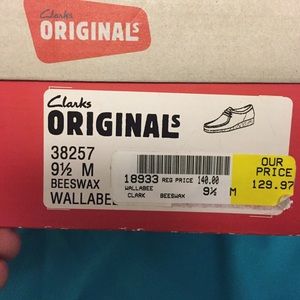 Clarks
ORIGINALS
Clarks
ORIGINALS
38257
9½ M
BEESWAX
WALLABE
18933 REG PRICE 140.00
WALLABEE 9½ M
CLARK BEESWAX
OUR
PRICE
129.97